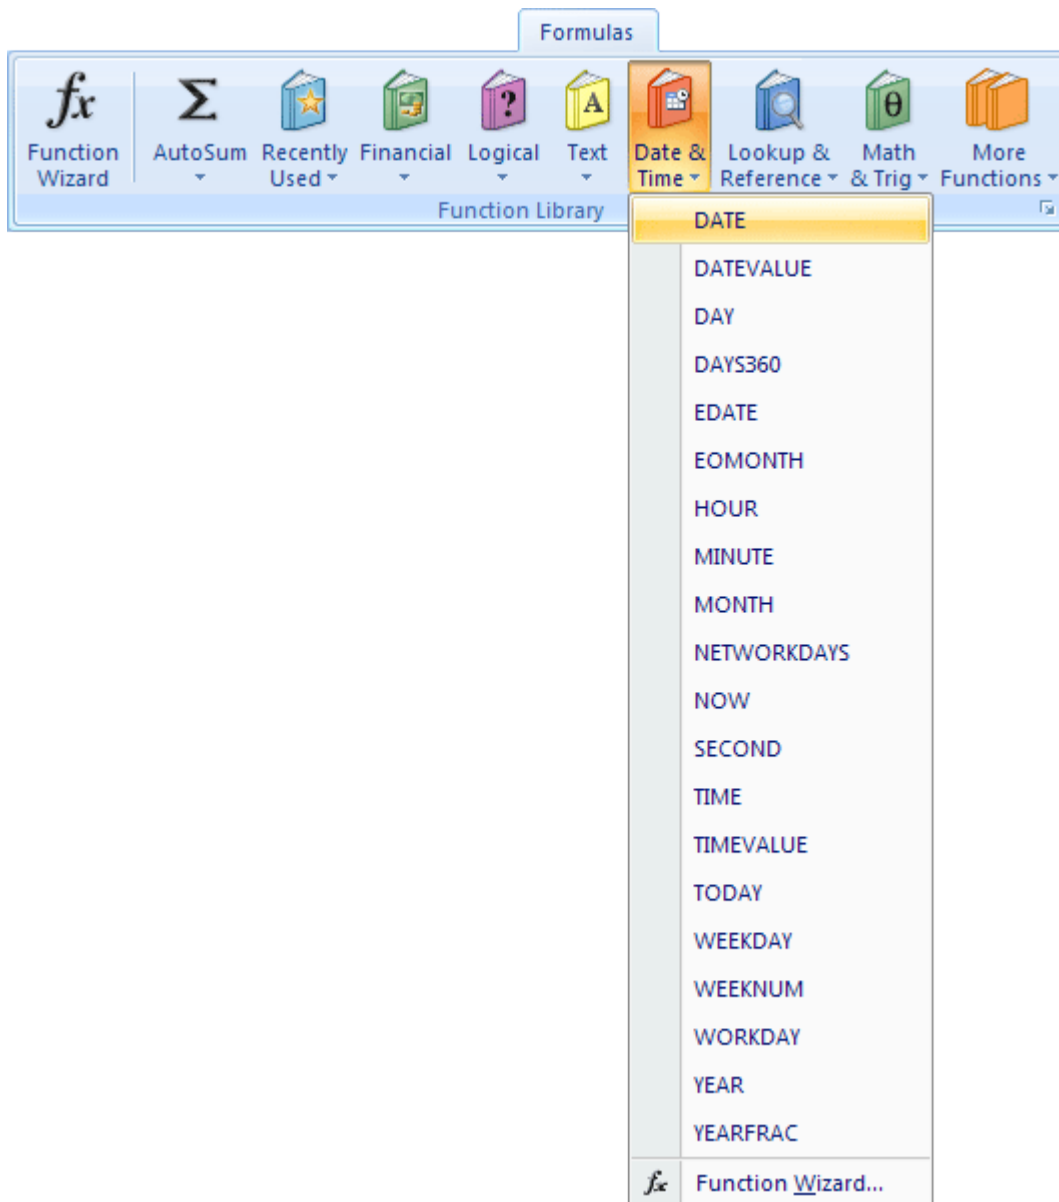 Formulas
Function Wizard
AutoSum
Recently Used
Financial
Logical
A
Text
Date & Time
Lookup & Reference
θ
Math & Trig
More Functions
Function Library
DATE
DATEVALUE
DAY
DAYS360
EDATE
EOMONTH
HOUR
MINUTE
MONTH
NETWORKDAYS
NOW
SECOND
TIME
TIMEVALUE
TODAY
WEEKDAY
WEEKNUM
WORKDAY
YEAR
YEARFRAC
fx Function Wizard...